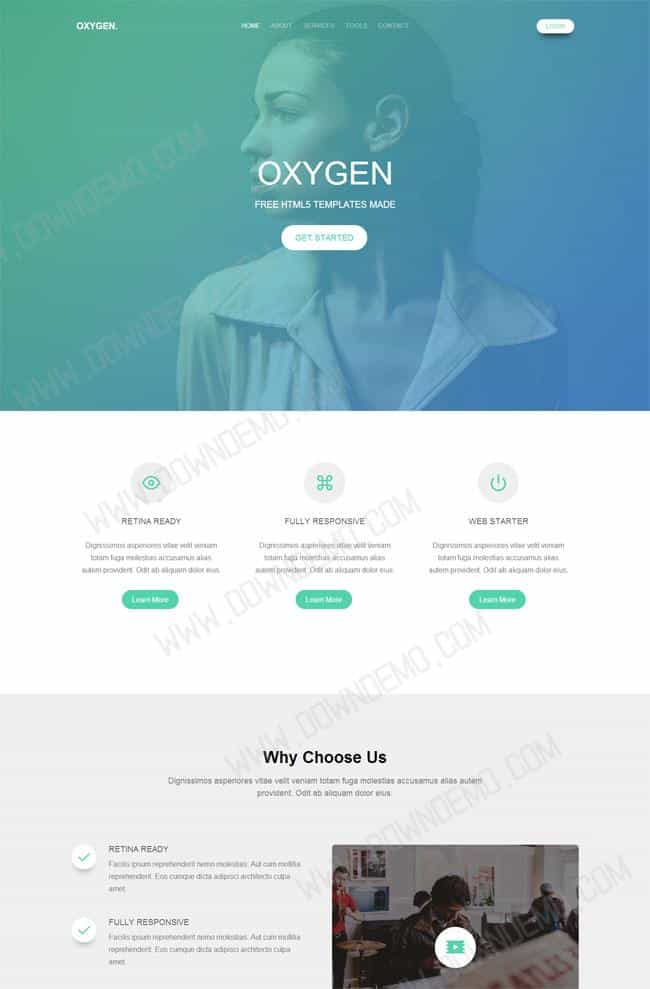 OXYGEN.
HOME ABOUT SERVICES TOOLS CONTACT
LOGIN
OXYGEN
FREE HTML5 TEMPLATES MADE
GET STARTED
RETINA READY
Dignissimos asperiores vitae velit veniam
totam fuga molestias accusamus alias
autem provident. Odit ab aliquam dolor eius.
Learn More
FULLY RESPONSIVE
Dignissimos asperiores vitae velit veniam
totam fuga molestias accusamus alias
autem provident. Odit ab aliquam dolor eius.
Learn More
WEB STARTER
Dignissimos asperiores vitae velit veniam
totam fuga molestias accusamus alias
autem provident. Odit ab aliquam dolor eius.
Learn More
Why Choose Us
Dignissimos asperiores vitae velit veniam totam fuga molestias accusamus alias autem
provident. Odit ab aliquam dolor eius.
RETINA READY
Facilis ipsum reprehenderit nemo molestias. Aut cum mollitia
reprehenderit. Eos cumque dicta adipisci architecto culpa
amet.
FULLY RESPONSIVE
Facilis ipsum reprehenderit nemo molestias. Aut cum mollitia
reprehenderit. Eos cumque dicta adipisci architecto culpa
amet.
WWW.DOWNDEMO.COM
WWW.DOWNDEMO.COM
WWW.DOWNDEMO.COM
WWW.DOWNDEMO.COM
WWW.DOWNDEMO.COM
WWW.DOWNDEMO.COM